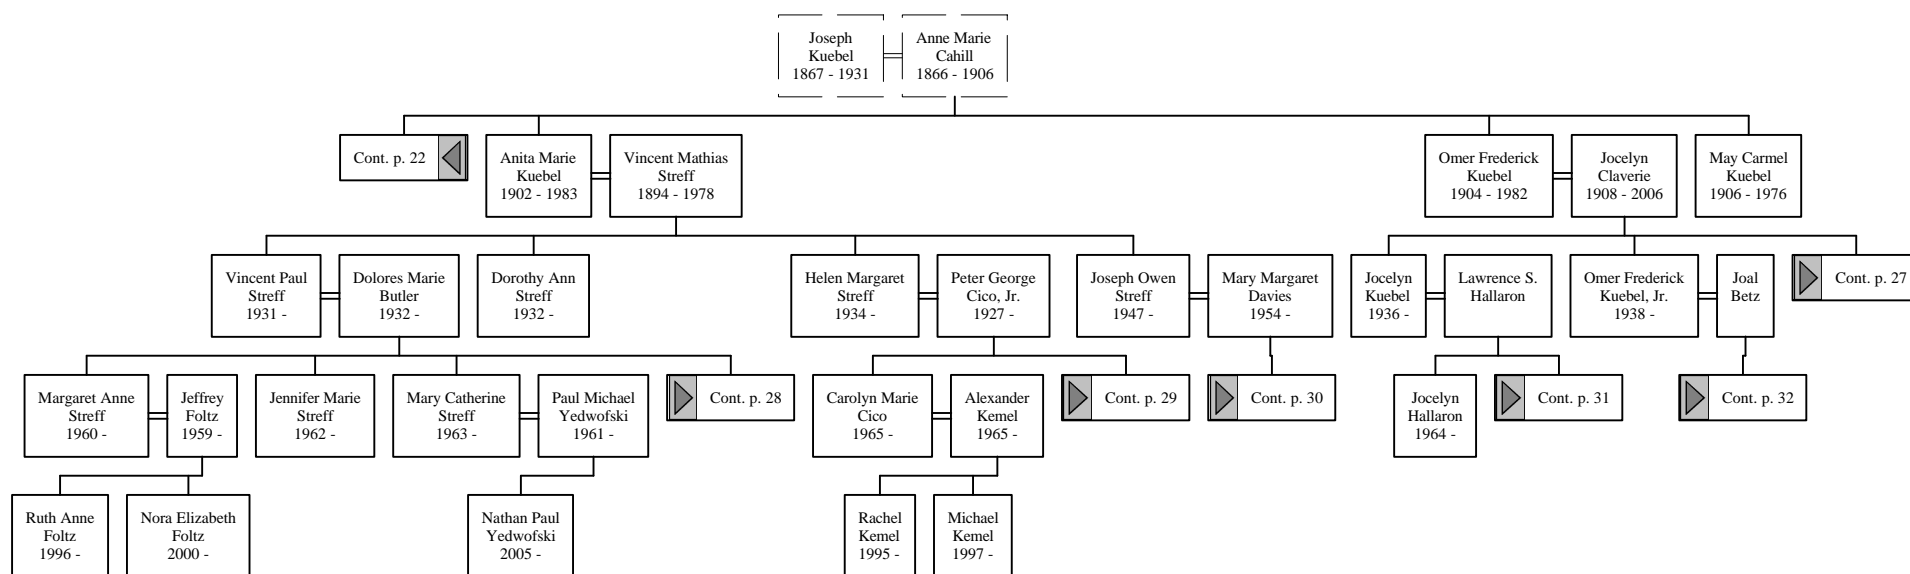 Joseph
Kuebel
1867 - 1931
Anne Marie
Cahill
1866 - 1906
Cont. p. 22
Anita Marie
Kuebel
1902 - 1983
Vincent Mathias
Streff
1894 - 1978
Omer Frederick
Kuebel
1904 - 1982
Jocelyn
Claverie
1908 - 2006
May Carmel
Kuebel
1906 - 1976
Vincent Paul
Streff
1931 -
Dolores Marie
Butler
1932 -
Dorothy Ann
Streff
1932 -
Helen Margaret
Streff
1934 -
Peter George
Cico, Jr.
1927 -
Joseph Owen
Streff
1947 -
Mary Margaret
Davies
1954 -
Jocelyn
Kuebel
1936 -
Lawrence S.
Hallaron
Omer Frederick
Kuebel, Jr.
1938 -
Joal
Betz
Cont. p. 27
Margaret Anne
Streff
1960 -
Jeffrey
Foltz
1959 -
Jennifer Marie
Streff
1962 -
Mary Catherine
Streff
1963 -
Paul Michael
Yedwofski
1961 -
Cont. p. 28
Carolyn Marie
Cico
1965 -
Alexander
Kemel
1965 -
Cont. p. 29
Cont. p. 30
Jocelyn
Hallaron
1964 -
Cont. p. 31
Cont. p. 32
Ruth Anne
Foltz
1996 -
Nora Elizabeth
Foltz
2000 -
Nathan Paul
Yedwofski
2005 -
Rachel
Kemel
1995 -
Michael
Kemel
1997 -